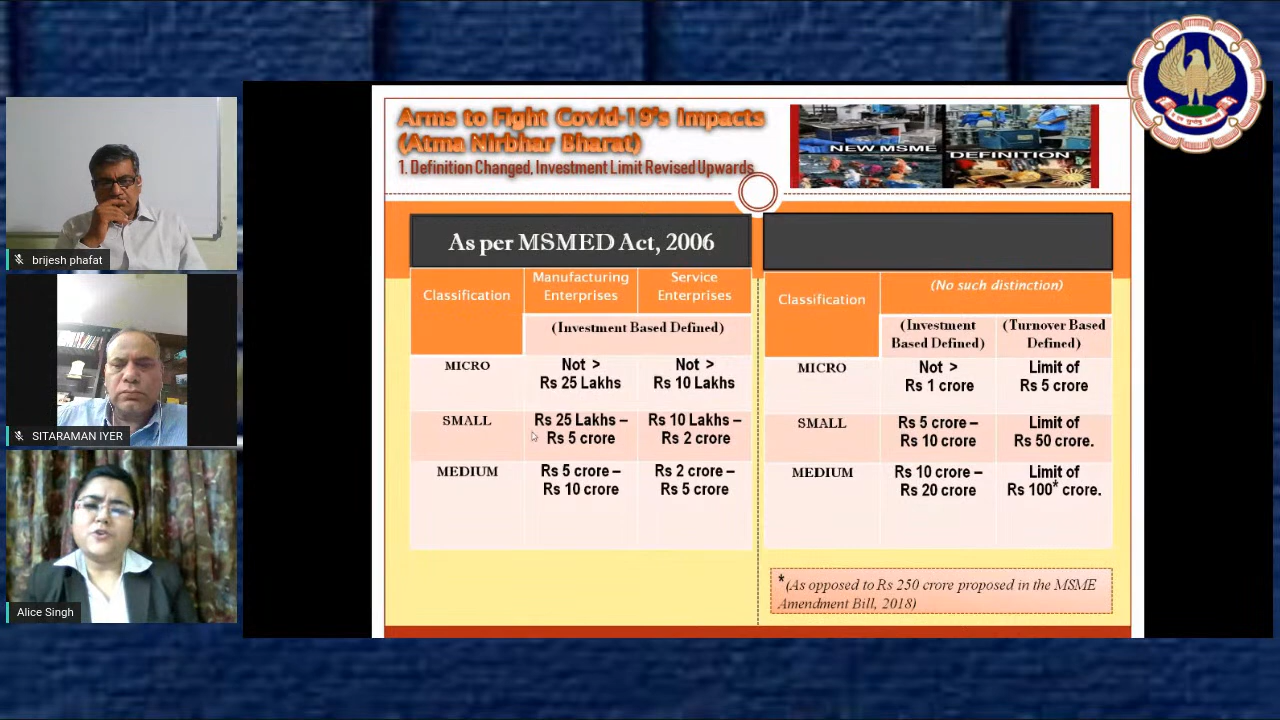 Arms to Fight Covid-19's Impacts
(Atma Nirbhar Bharat)
1. Definition Changed, Investment Limit Revised Upwards
NEW MSME
DEFINITION
As per MSMED Act, 2006
Classification
Manufacturing
Enterprises
Service
Enterprises
(Investment Based Defined)
MICRO
Not >
Rs 25 Lakhs
Not >
Rs 10 Lakhs
SMALL
Rs 25 Lakhs –
Rs 5 crore
Rs 10 Lakhs –
Rs 2 crore
MEDIUM
Rs 5 crore –
Rs 10 crore
Rs 2 crore –
Rs 5 crore
Classification
(No such distinction)
(Investment
Based Defined)
(Turnover Based
Defined)
MICRO
Not >
Rs 1 crore
Limit of
Rs 5 crore
SMALL
Rs 5 crore –
Rs 10 crore
Limit of
Rs 50 crore.
MEDIUM
Rs 10 crore –
Rs 20 crore
Limit of
Rs 100* crore.
*(As opposed to Rs 250 crore proposed in the MSME
Amendment Bill, 2018)
brijesh phafat
SITARAMAN IYER
Alice Singh